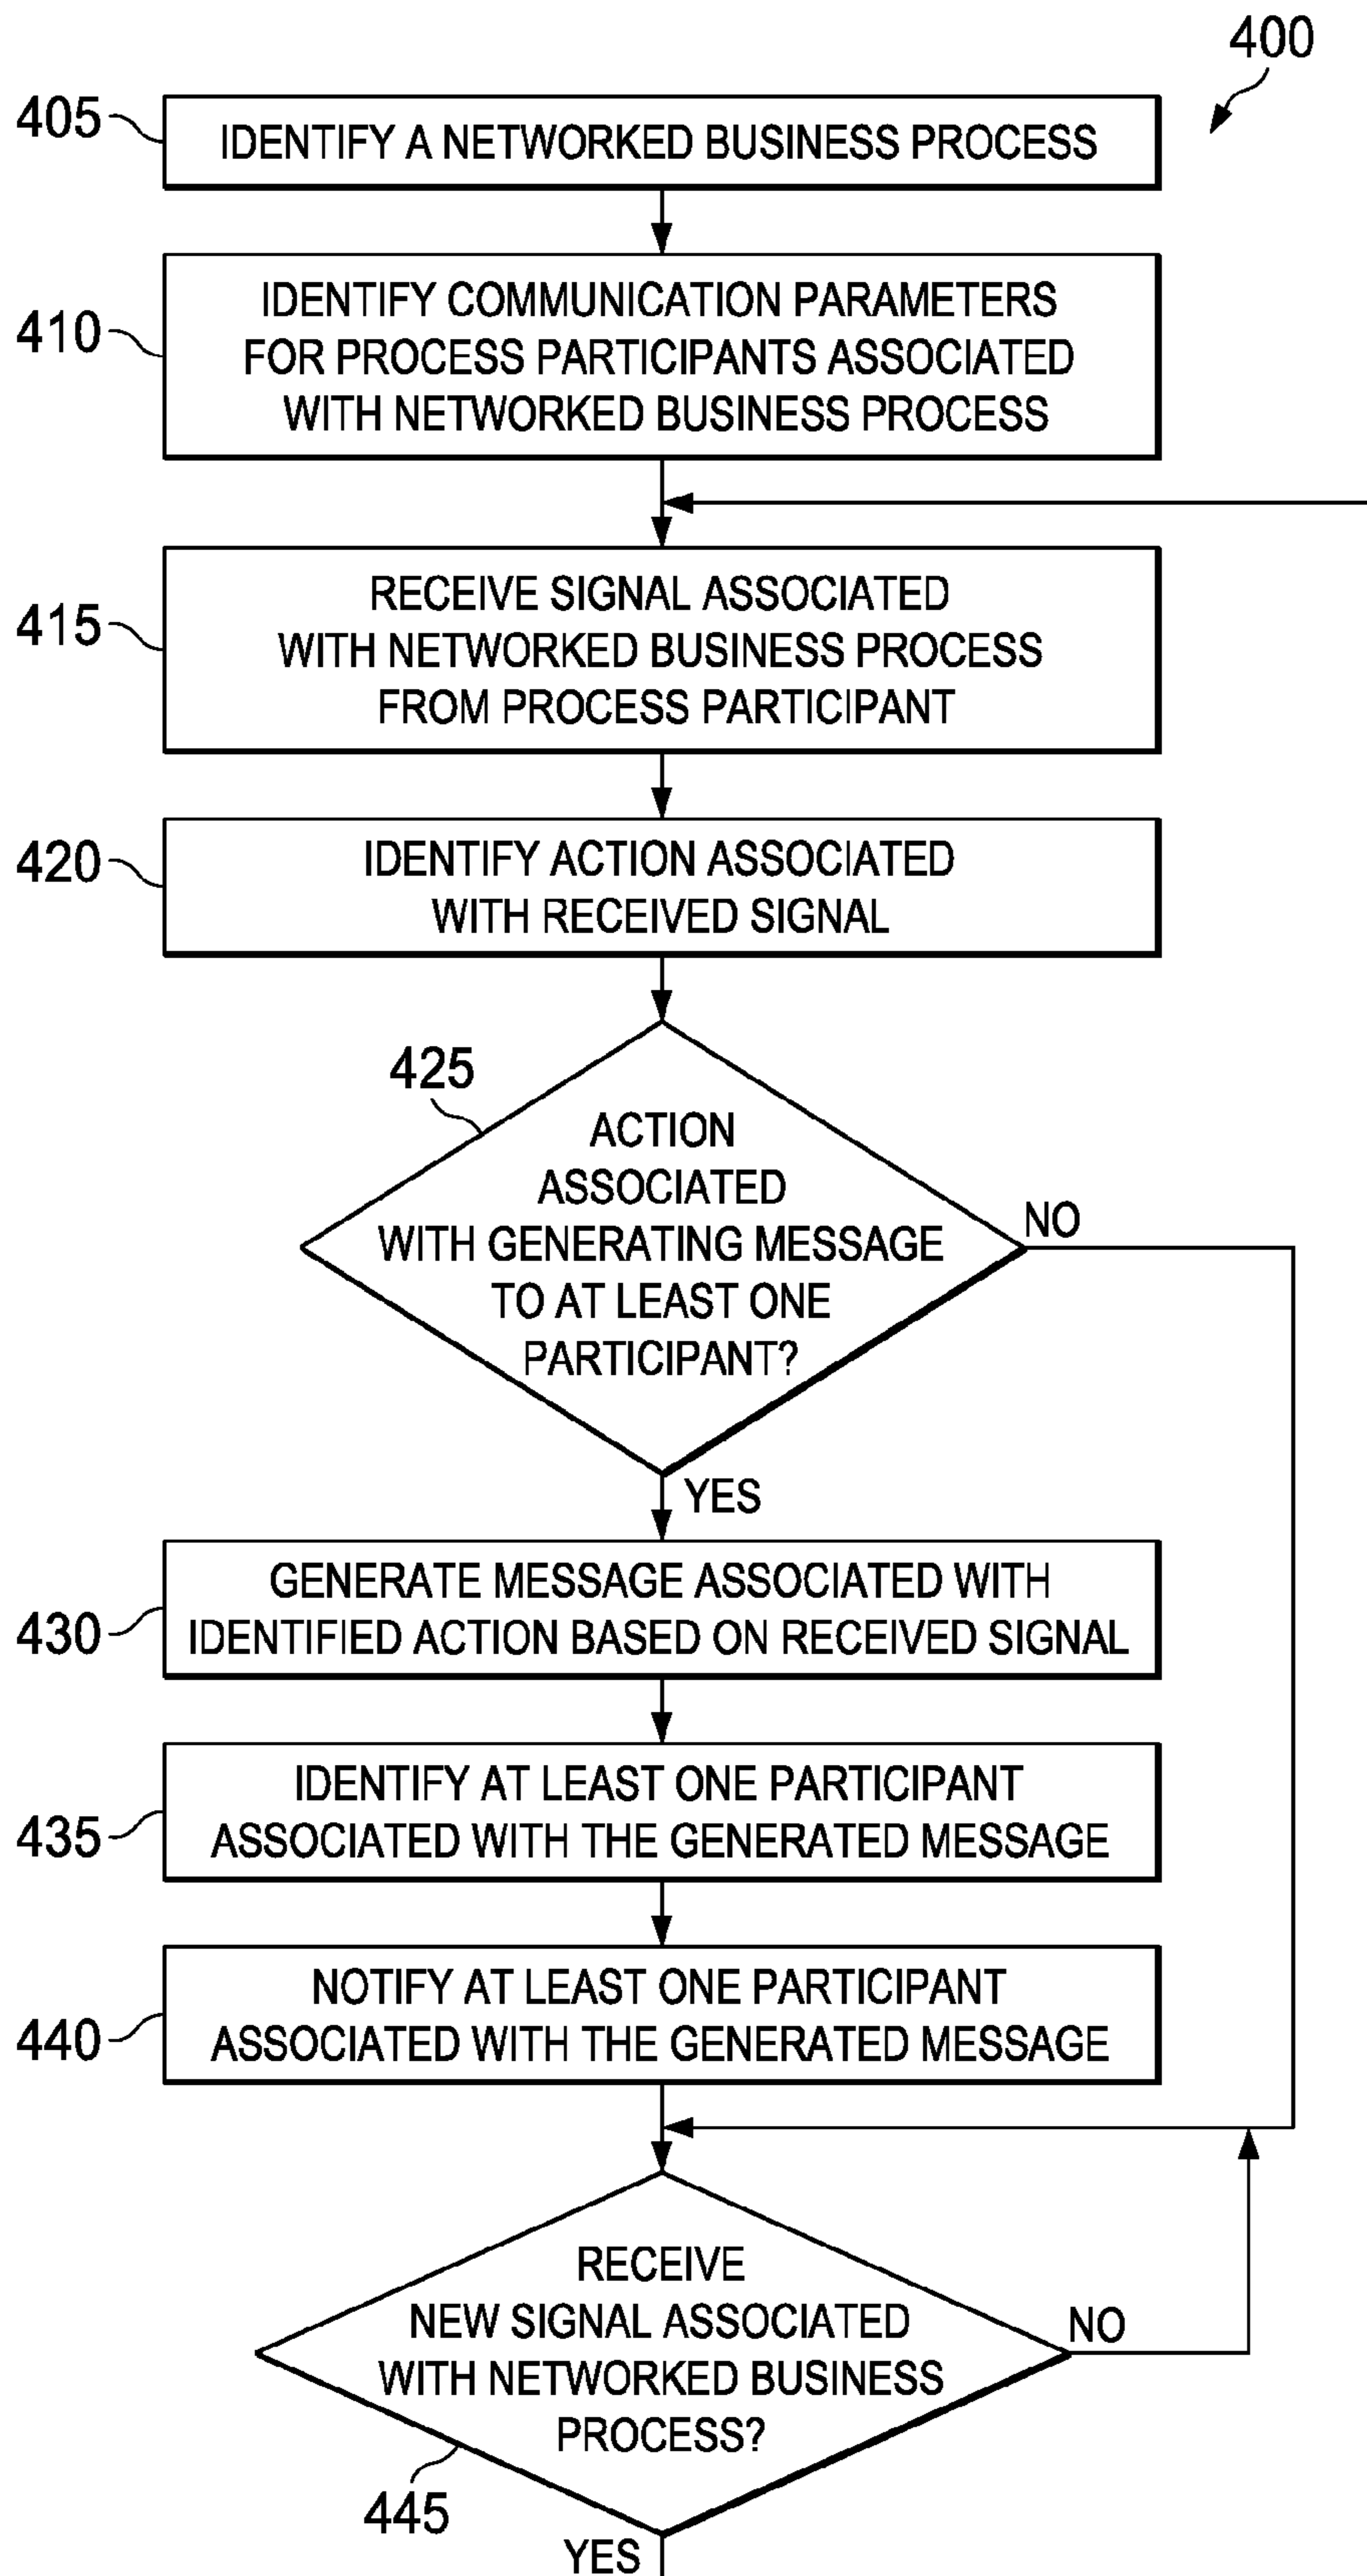 400
405
IDENTIFY A NETWORKED BUSINESS PROCESS
410
IDENTIFY COMMUNICATION PARAMETERS
FOR PROCESS PARTICIPANTS ASSOCIATED
WITH NETWORKED BUSINESS PROCESS
415
RECEIVE SIGNAL ASSOCIATED
WITH NETWORKED BUSINESS PROCESS
FROM PROCESS PARTICIPANT
420
IDENTIFY ACTION ASSOCIATED
WITH RECEIVED SIGNAL
425
ACTION
ASSOCIATED
WITH GENERATING MESSAGE
TO AT LEAST ONE
PARTICIPANT?
NO
YES
430
GENERATE MESSAGE ASSOCIATED WITH
IDENTIFIED ACTION BASED ON RECEIVED SIGNAL
435
IDENTIFY AT LEAST ONE PARTICIPANT
ASSOCIATED WITH THE GENERATED MESSAGE
440
NOTIFY AT LEAST ONE PARTICIPANT
ASSOCIATED WITH THE GENERATED MESSAGE
RECEIVE
NEW SIGNAL ASSOCIATED
WITH NETWORKED BUSINESS
PROCESS?
NO
445
YES